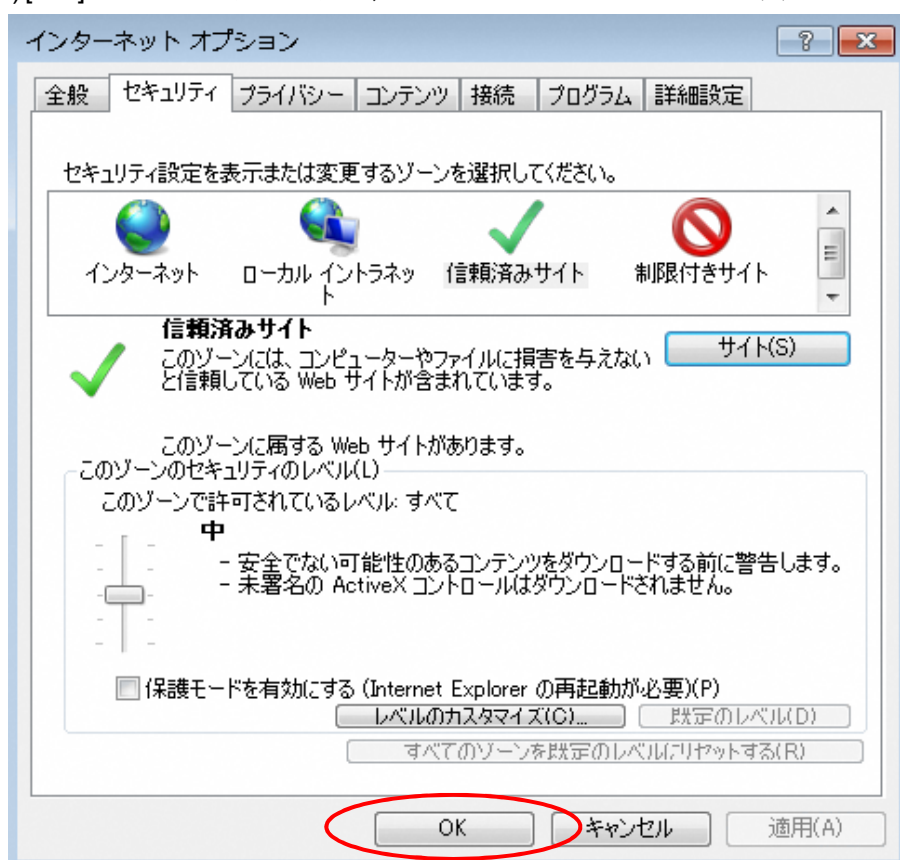 インターネット オプション
全般 セキュリティ プライバシー コンテンツ 接続 プログラム 詳細設定
セキュリティ設定を表示または変更するゾーンを選択してください。
インターネット
ローカル イントラネッ
ト
信頼済みサイト
制限付きサイト
信頼済みサイト
このゾーンには、コンピューターやファイルに損害を与えない
と信頼している Web サイトが含まれています。
サイト(S)
このゾーンに属する Web サイトがあります。
このゾーンのセキュリティのレベル(L)
このゾーンで許可されているレベル: すべて
中
- 安全でない可能性のあるコンテンツをダウンロードする前に警告します。
- 未署名の ActiveX コントロールはダウンロードされません。
保護モードを有効にする (Internet Explorer の再起動が必要)(P)
レベルのカスタマイズ(C)... 既定のレベル(D)
すべてのゾーンを既定のレベルにリセットする(R)
OK キャンセル 適用(A)